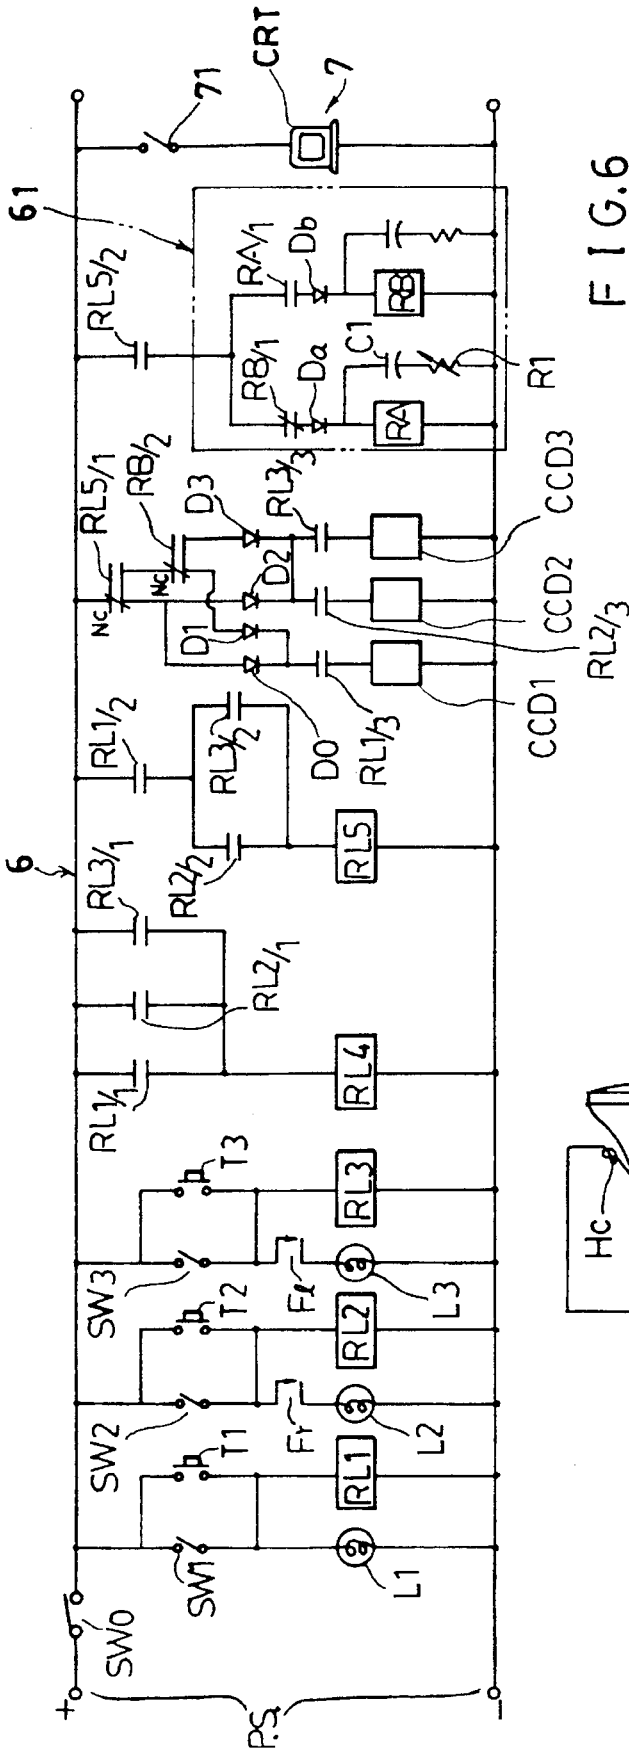 +
P.S.
-
SW0
SW1
T1
L1
RL1
SW2
T2
Fr
L2
RL2
SW3
T3
Fl
L3
RL3
RL1/1
RL2/1
RL3/1
RL4
6
RL1/2
RL2/2
RL3/2
RL5
RL5/1
NC
RB/2
NC
D0
D1
D2
D3
RL1/3
RL2/3
RL3/3
CCD1
CCD2
CCD3
RL5/2
61
RB/1
RA/1
Da
Db
C1
RA
RB
R1
71
CRT
7
FIG.6
Hc